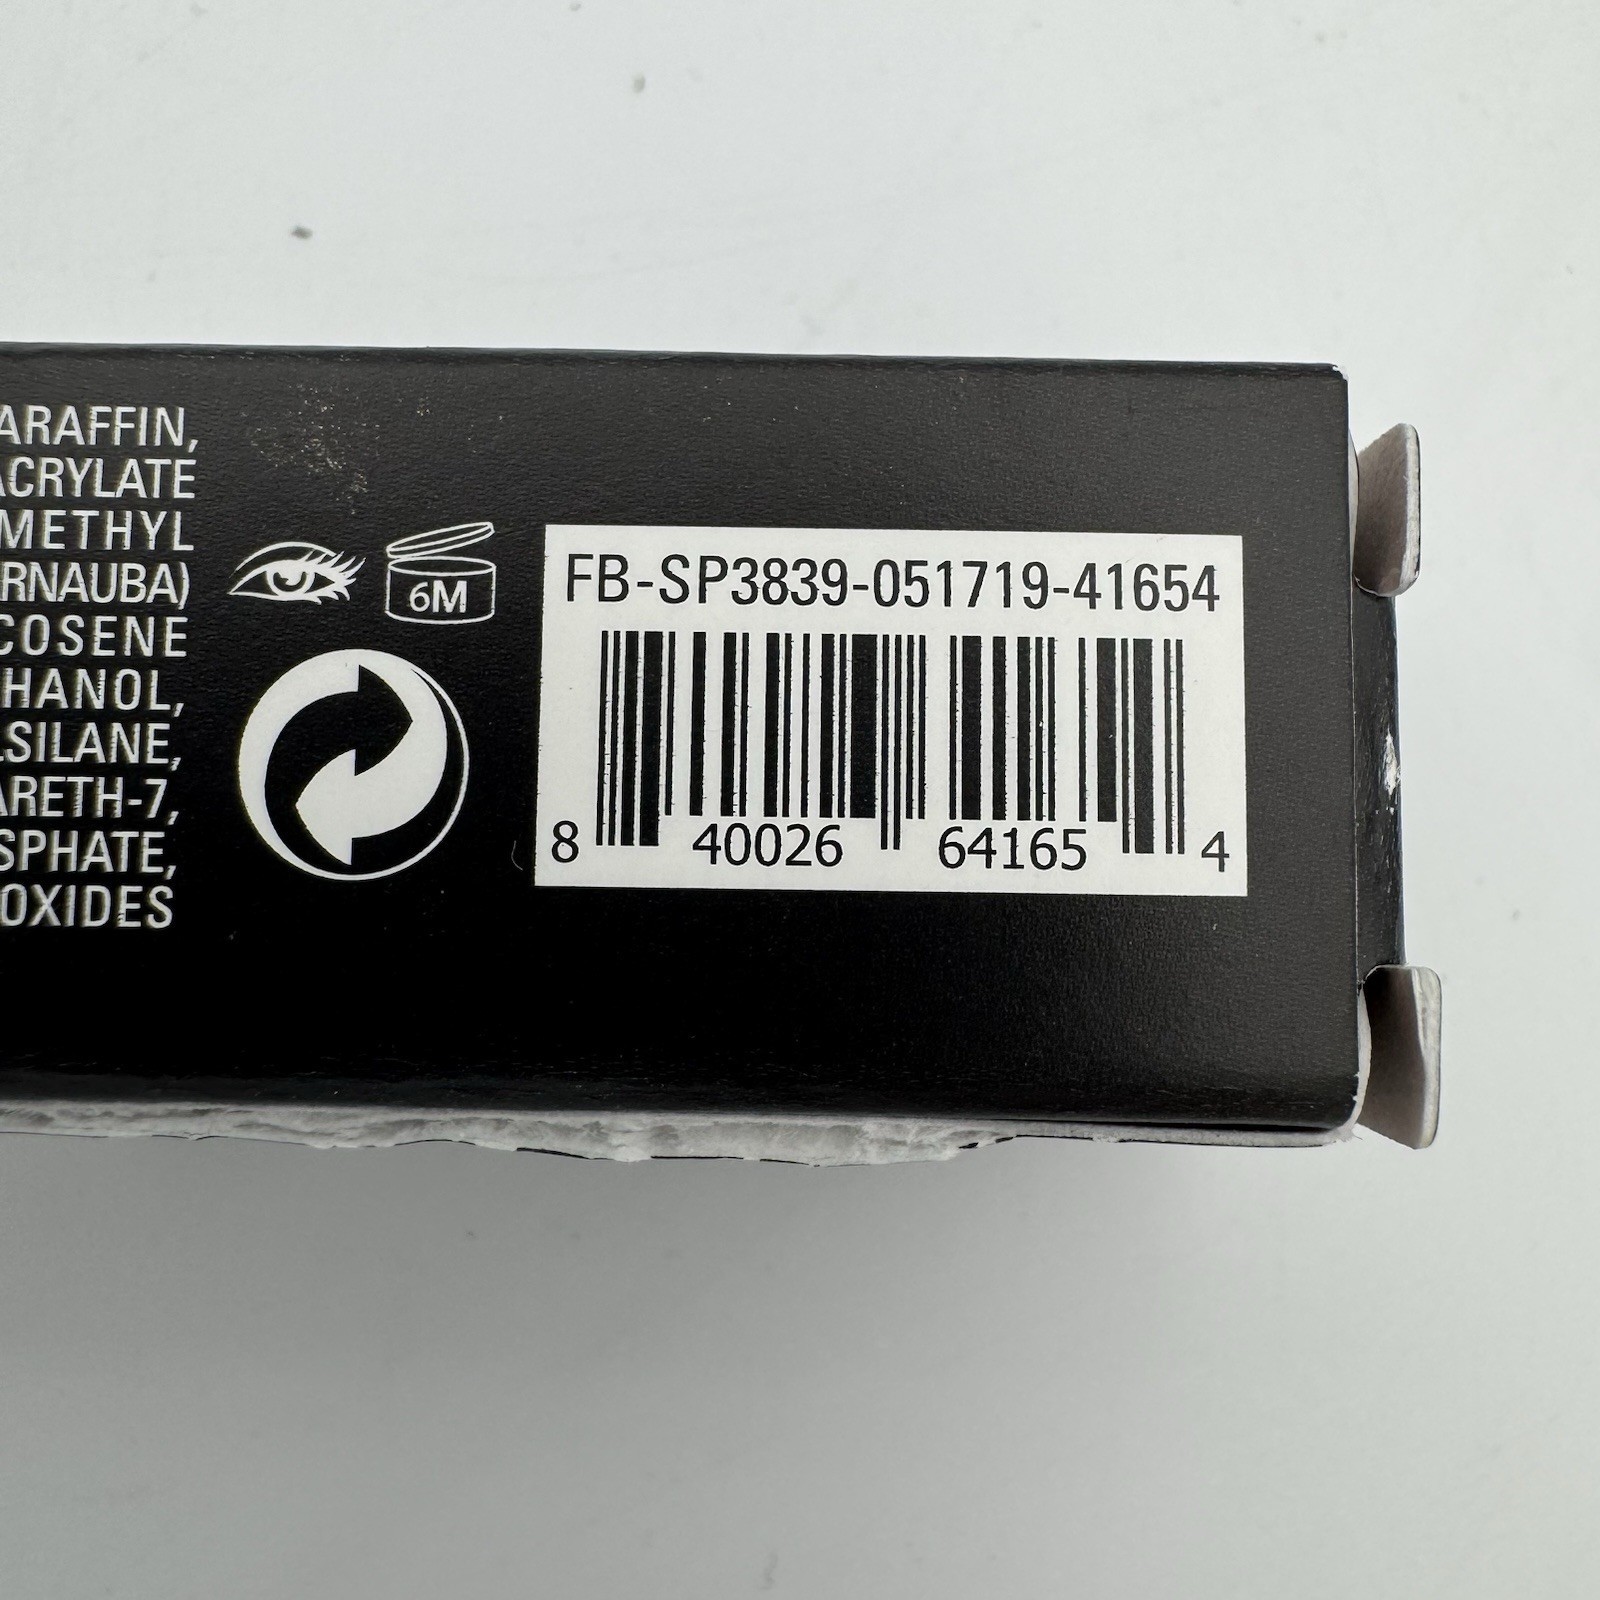 ARAFFIN,
ACRYLATE
METHYL
RNAUBA)
COSENE
HANOL,
SILANE,
ARETH-7,
SPHATE,
OXIDES
6M
FB-SP3839-051719-41654
8 40026 64165 4